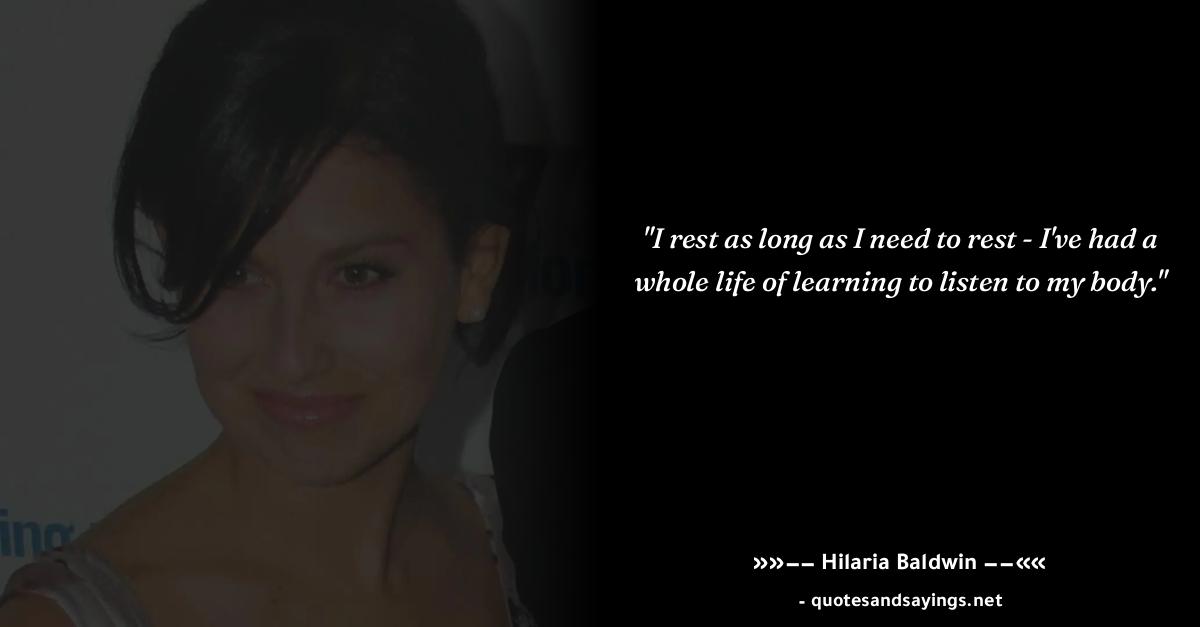 "I rest as long as I need to rest - I've had a
whole life of learning to listen to my body."
ing
»»–– Hilaria Baldwin ––««
- quotesandsayings.net